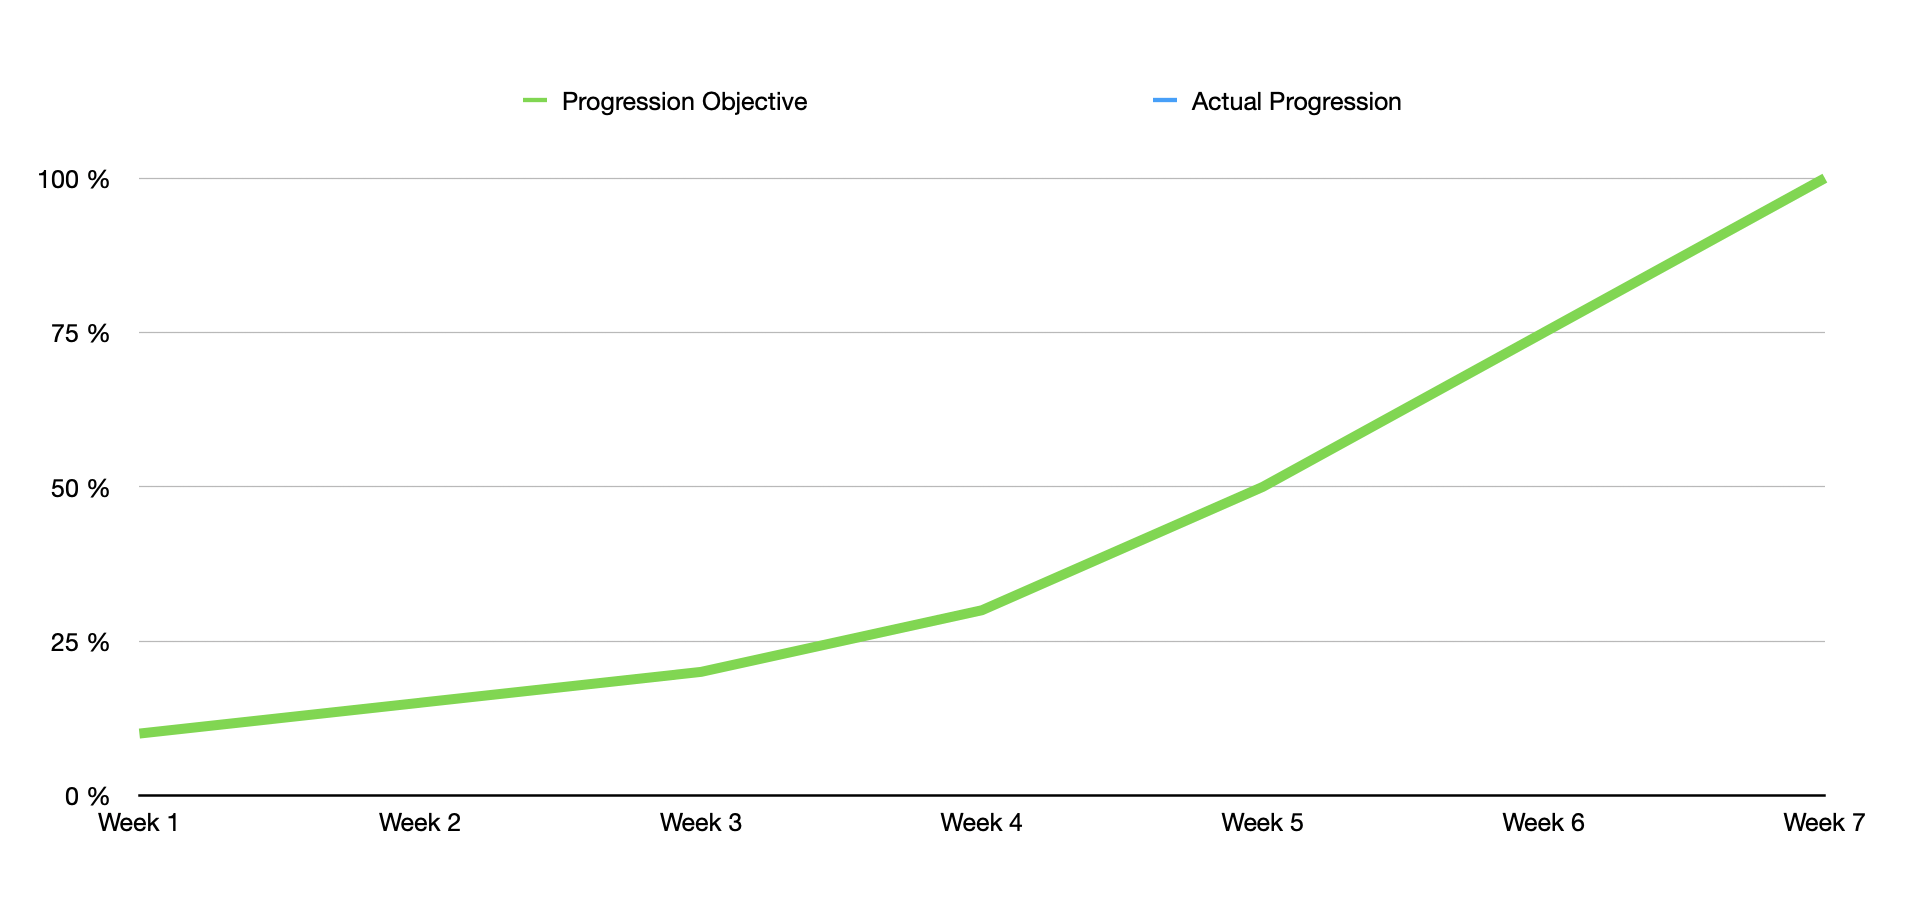 Progression Objective
Actual Progression
100 %
75 %
50 %
25 %
0 %
Week 1
Week 2
Week 3
Week 4
Week 5
Week 6
Week 7